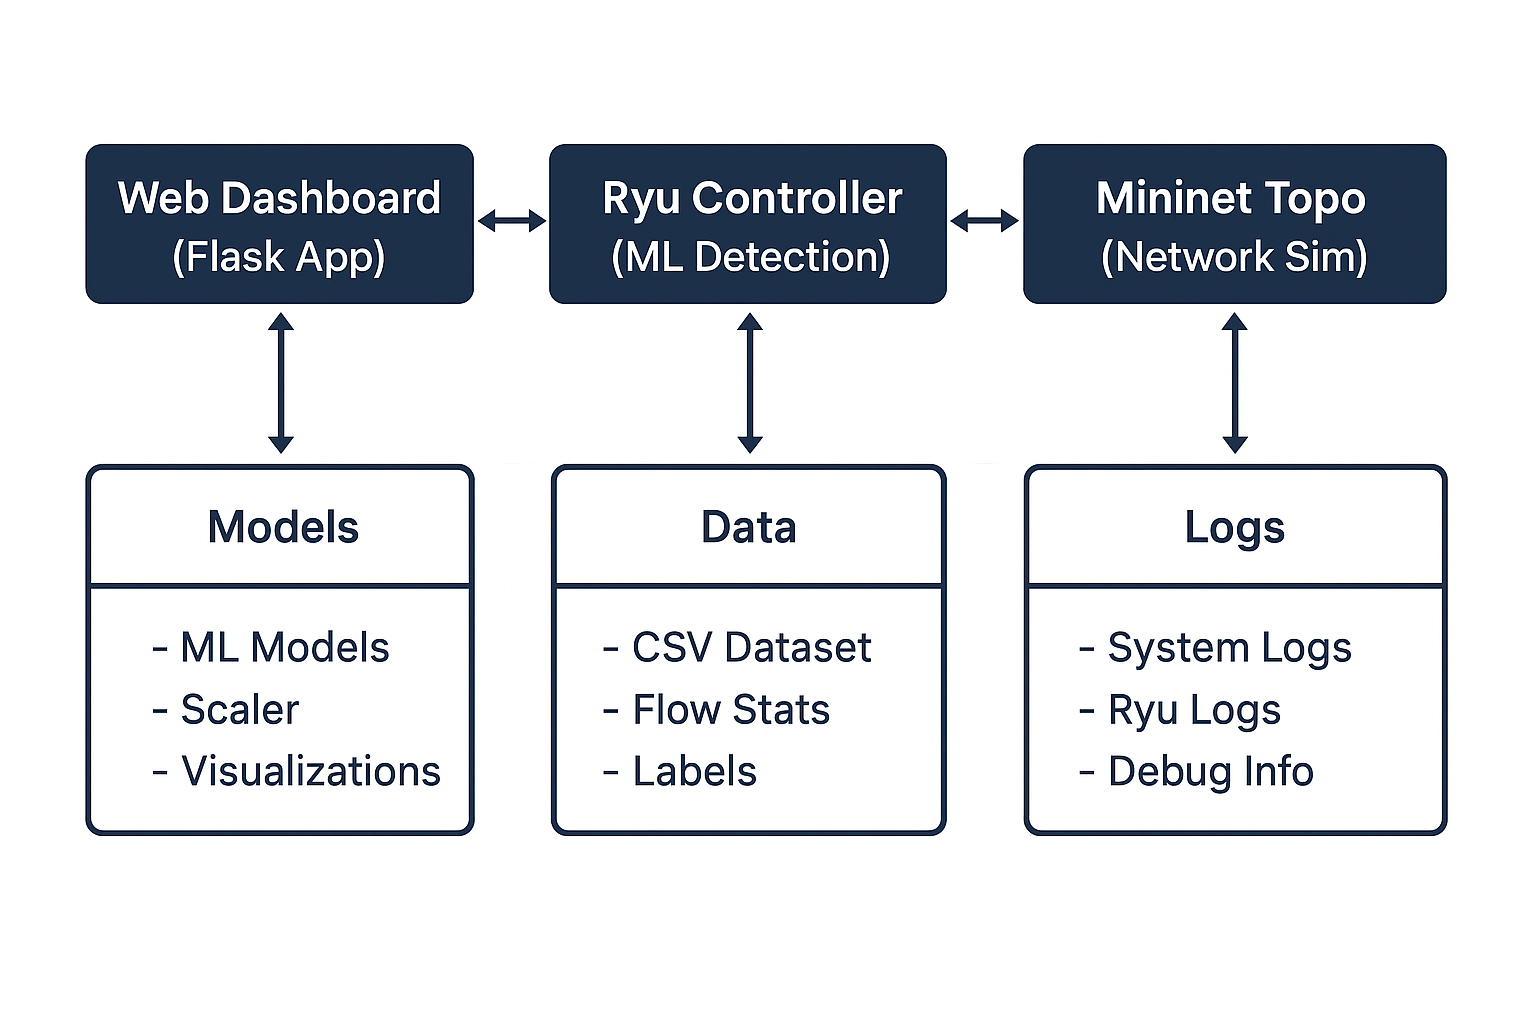 Web Dashboard
(Flask App)
Ryu Controller
(ML Detection)
Mininet Topo
(Network Sim)
Models
- ML Models
- Scaler
- Visualizations
Data
- CSV Dataset
- Flow Stats
- Labels
Logs
- System Logs
- Ryu Logs
- Debug Info